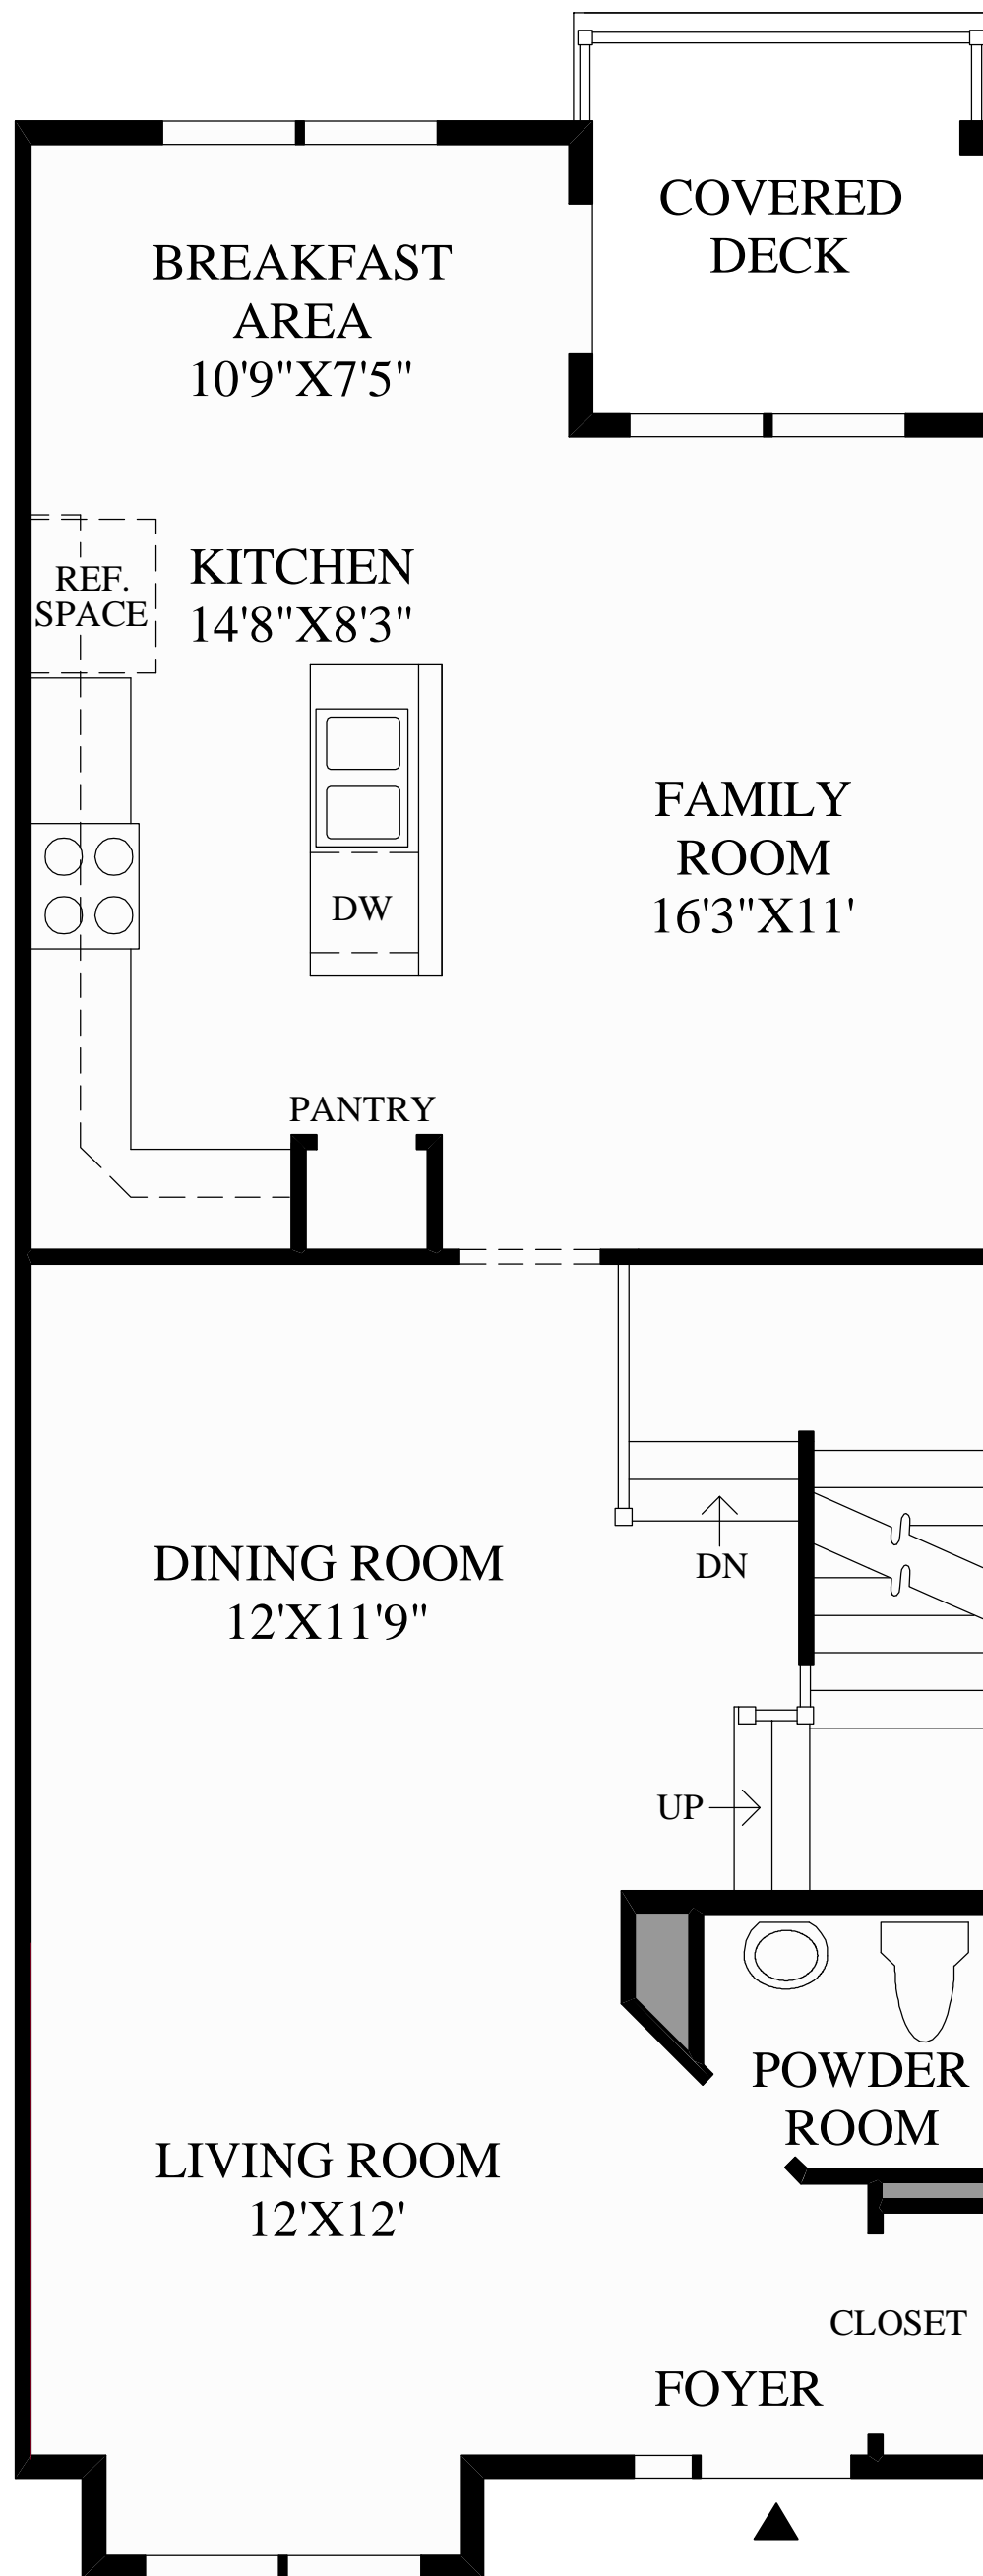 COVERED
DECK
BREAKFAST
AREA
10'9"X7'5"
REF.
SPACE
KITCHEN
14'8"X8'3"
DW
FAMILY
ROOM
16'3"X11'
PANTRY
DINING ROOM
12'X11'9"
DN
UP
POWDER
ROOM
LIVING ROOM
12'X12'
CLOSET
FOYER